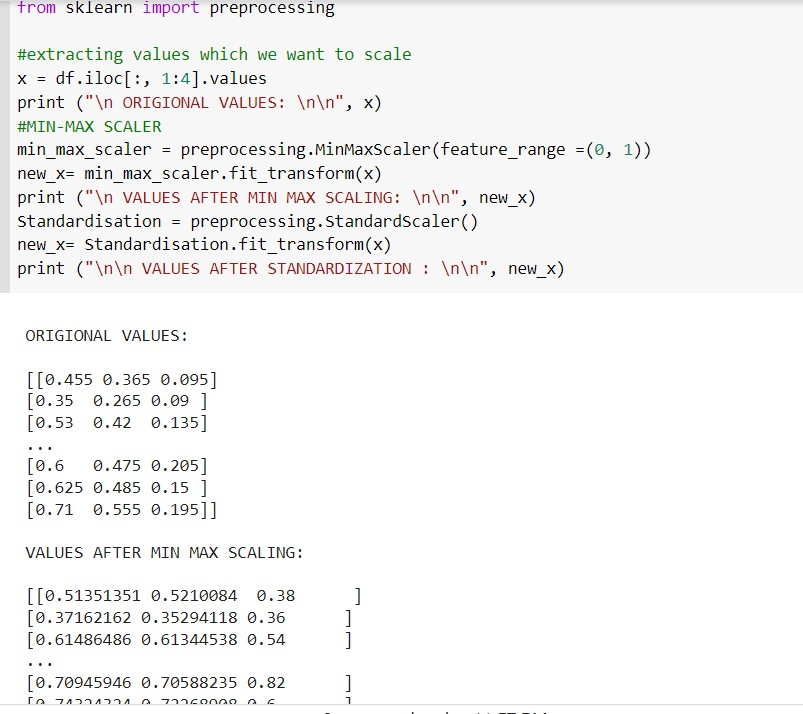 from sklearn import preprocessing
#extracting values which we want to scale
x = df.iloc[:, 1:4].values
print ("\n ORIGIONAL VALUES: \n\n", x)
#MIN-MAX SCALER
min_max_scaler = preprocessing.MinMaxScaler(feature_range =(0, 1))
new_x= min_max_scaler.fit_transform(x)
print ("\n VALUES AFTER MIN MAX SCALING: \n\n", new_x)
Standardisation = preprocessing.StandardScaler()
new_x= Standardisation.fit_transform(x)
print ("\n\n VALUES AFTER STANDARDIZATION : \n\n", new_x)
ORIGIONAL VALUES:
[[0.455 0.365 0.095]
[0.35  0.265 0.09 ]
[0.53  0.42  0.135]
...
[0.6   0.475 0.205]
[0.625 0.485 0.15 ]
[0.71  0.555 0.195]]
VALUES AFTER MIN MAX SCALING:
[[0.51351351 0.5210084  0.38      ]
[0.37162162 0.35294118 0.36      ]
[0.61486486 0.61344538 0.54      ]
...
[0.70945946 0.70588235 0.82      ]